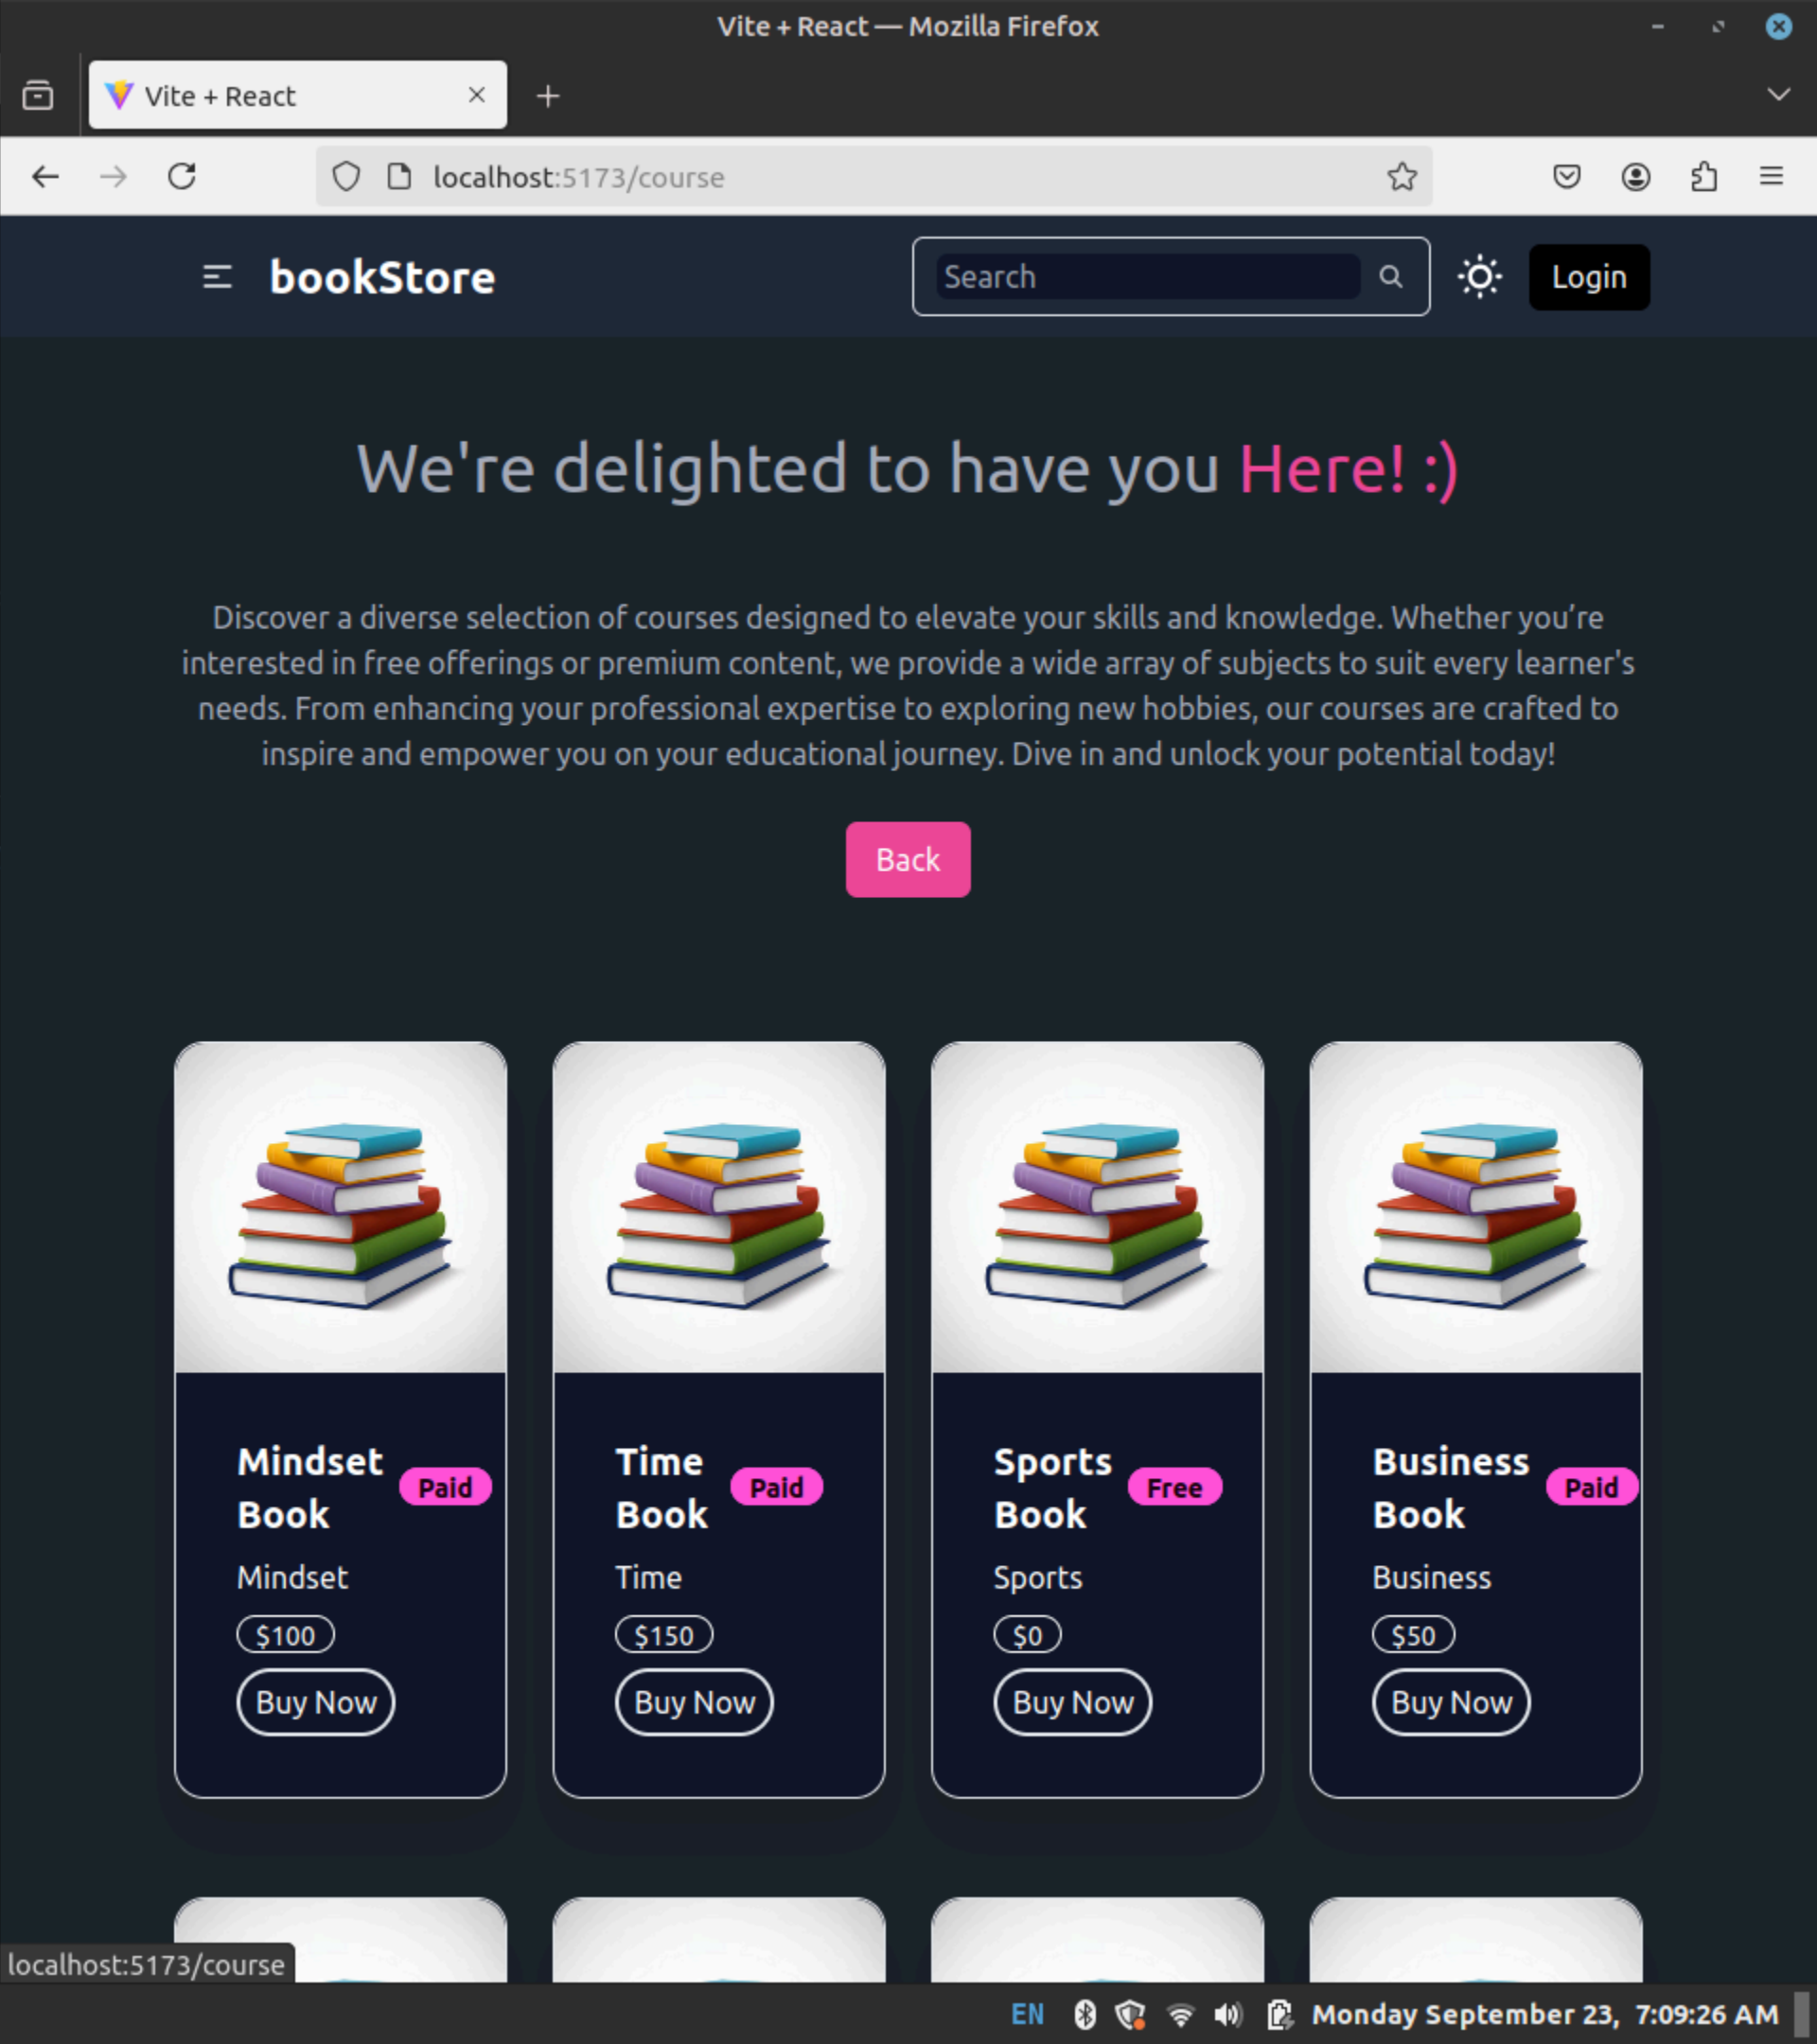 Vite + React — Mozilla Firefox
Vite + React
localhost:5173/course
bookStore
Search
Login
We're delighted to have you Here! :)
Discover a diverse selection of courses designed to elevate your skills and knowledge. Whether you’re
interested in free offerings or premium content, we provide a wide array of subjects to suit every learner's
needs. From enhancing your professional expertise to exploring new hobbies, our courses are crafted to
inspire and empower you on your educational journey. Dive in and unlock your potential today!
Back
Mindset
Book
Paid
Mindset
$100
Buy Now
Time
Book
Paid
Time
$150
Buy Now
Sports
Book
Free
Sports
$0
Buy Now
Business
Book
Paid
Business
$50
Buy Now
localhost:5173/course
EN
Monday September 23, 7:09:26 AM